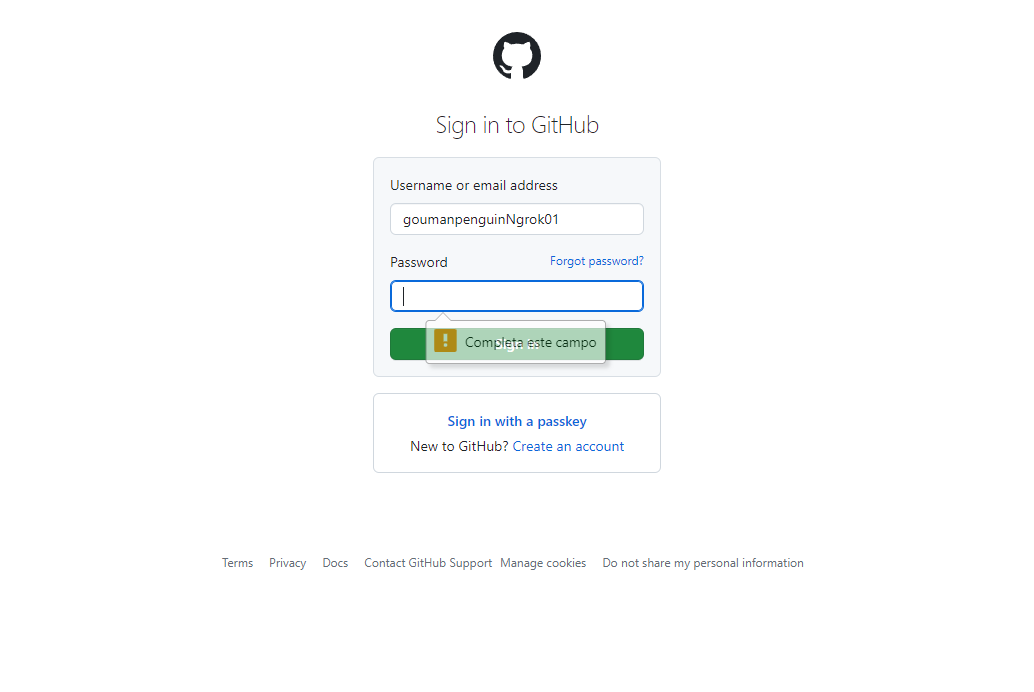 Sign in to GitHub
Username or email address
goumanpenguinNgrok01
Password Forgot password?
Completa este campo
Sign in with a passkey
New to GitHub? Create an account
Terms Privacy Docs Contact GitHub Support Manage cookies Do not share my personal information